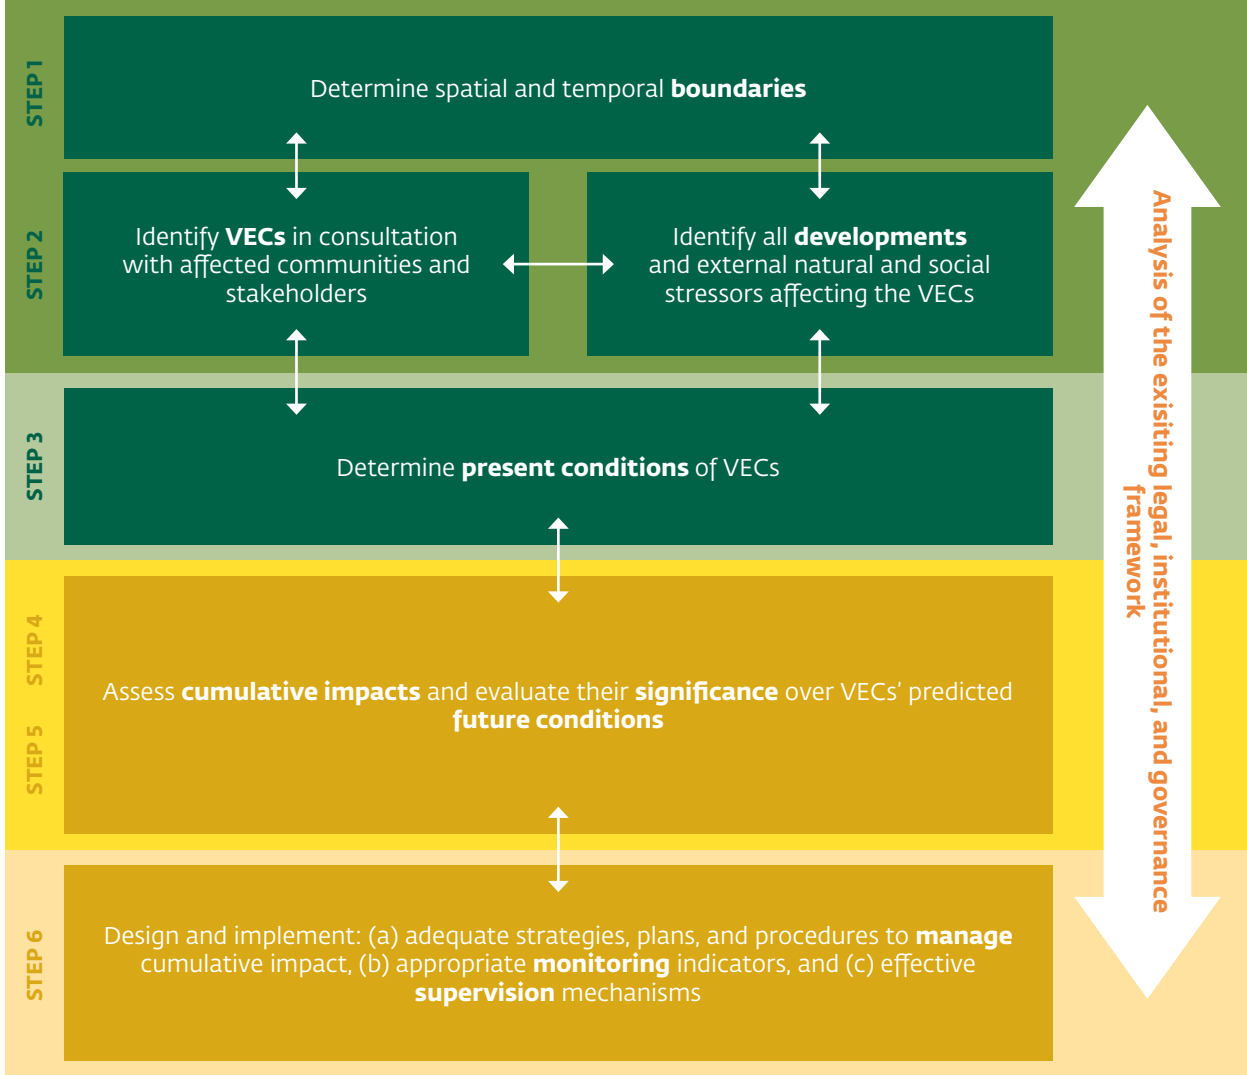 STEP 1
Determine spatial and temporal boundaries
STEP 2
Identify VECs in consultation
with affected communities and
stakeholders
Identify all developments
and external natural and social
stressors affecting the VECs
STEP 3
Determine present conditions of VECs
STEP 4
STEP 5
Assess cumulative impacts and evaluate their significance over VECs’ predicted
future conditions
STEP 6
Design and implement: (a) adequate strategies, plans, and procedures to manage
cumulative impact, (b) appropriate monitoring indicators, and (c) effective
supervision mechanisms
Analysis of the exisiting legal, institutional, and governance
framework